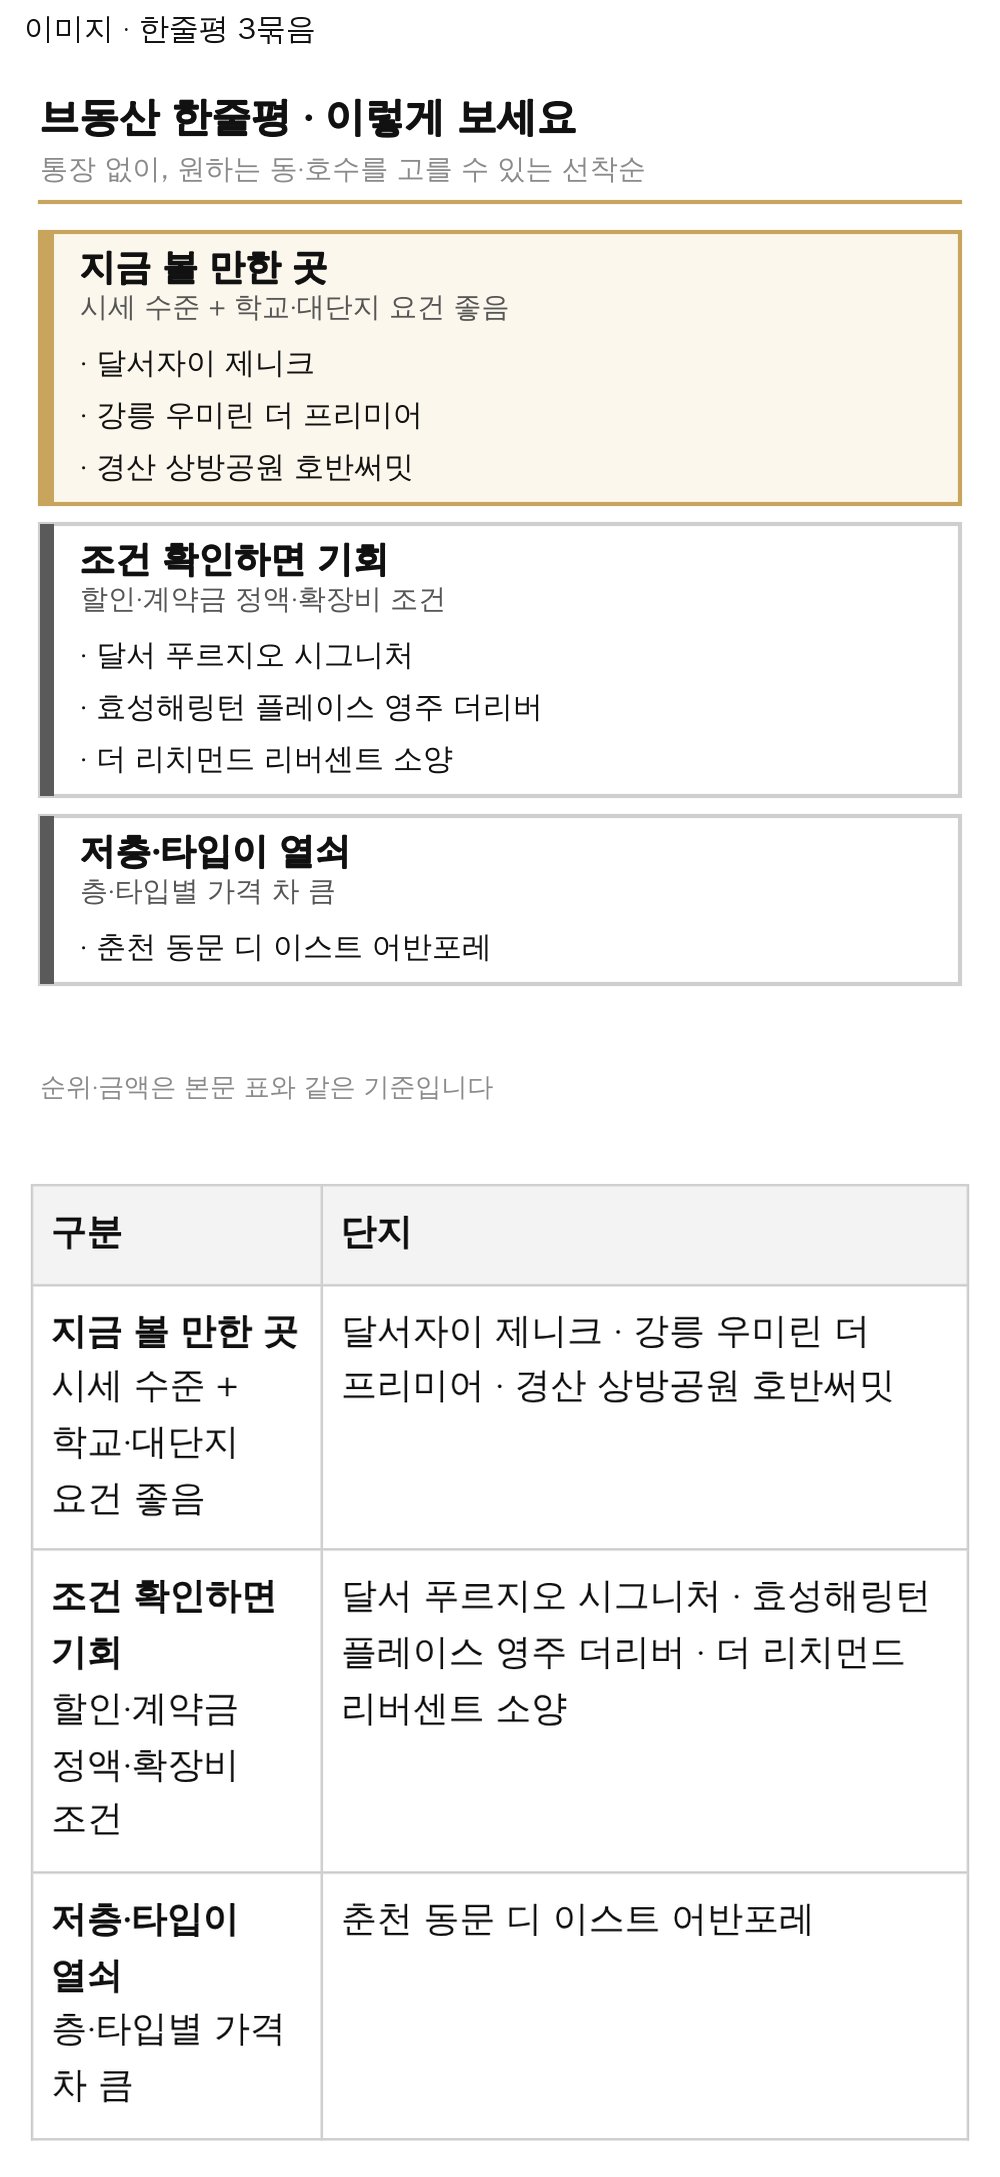 이미지 · 한줄평 3묶음
브동산 한줄평 · 이렇게 보세요
통장 없이, 원하는 동·호수를 고를 수 있는 선착순
지금 볼 만한 곳
시세 수준 + 학교·대단지 요건 좋음
· 달서자이 제니크
· 강릉 우미린 더 프리미어
· 경산 상방공원 호반써밋
조건 확인하면 기회
할인·계약금 정액·확장비 조건
· 달서 푸르지오 시그니처
· 효성해링턴 플레이스 영주 더리버
· 더 리치먼드 리버센트 소양
저층·타입이 열쇠
층·타입별 가격 차 큼
· 춘천 동문 디 이스트 어반포레
순위·금액은 본문 표와 같은 기준입니다
구분
단지
지금 볼 만한 곳
시세 수준 +
학교·대단지
요건 좋음
달서자이 제니크 · 강릉 우미린 더
프리미어 · 경산 상방공원 호반써밋
조건 확인하면
기회
할인·계약금
정액·확장비
조건
달서 푸르지오 시그니처 · 효성해링턴
플레이스 영주 더리버 · 더 리치먼드
리버센트 소양
저층·타입이
열쇠
층·타입별 가격
차 큼
춘천 동문 디 이스트 어반포레